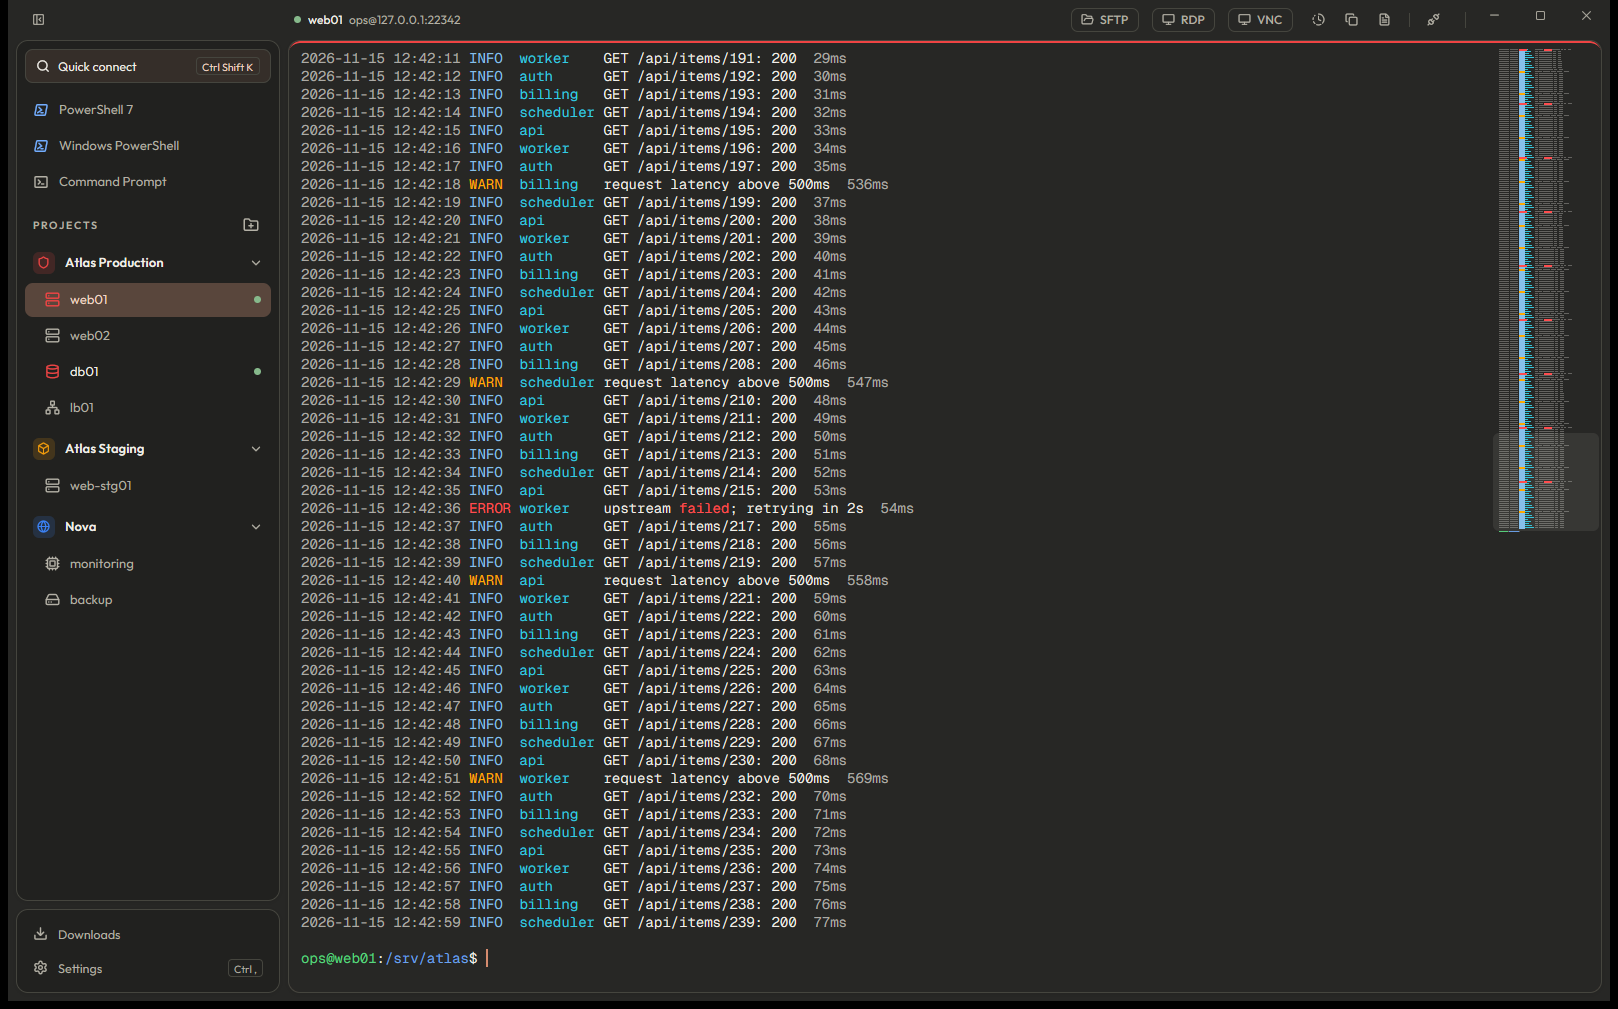 web01 ops@127.0.0.1:22342
SFTP
RDP
VNC
Quick connect Ctrl Shift K
PowerShell 7
Windows PowerShell
Command Prompt
PROJECTS
Atlas Production
web01
web02
db01
lb01
Atlas Staging
web-stg01
Nova
monitoring
backup
Downloads
Settings Ctrl ,
2026-11-15 12:42:11 INFO worker GET /api/items/191: 200 29ms
2026-11-15 12:42:12 INFO auth GET /api/items/192: 200 30ms
2026-11-15 12:42:13 INFO billing GET /api/items/193: 200 31ms
2026-11-15 12:42:14 INFO scheduler GET /api/items/194: 200 32ms
2026-11-15 12:42:15 INFO api GET /api/items/195: 200 33ms
2026-11-15 12:42:16 INFO worker GET /api/items/196: 200 34ms
2026-11-15 12:42:17 INFO auth GET /api/items/197: 200 35ms
2026-11-15 12:42:18 WARN billing request latency above 500ms 536ms
2026-11-15 12:42:19 INFO scheduler GET /api/items/199: 200 37ms
2026-11-15 12:42:20 INFO api GET /api/items/200: 200 38ms
2026-11-15 12:42:21 INFO worker GET /api/items/201: 200 39ms
2026-11-15 12:42:22 INFO auth GET /api/items/202: 200 40ms
2026-11-15 12:42:23 INFO billing GET /api/items/203: 200 41ms
2026-11-15 12:42:24 INFO scheduler GET /api/items/204: 200 42ms
2026-11-15 12:42:25 INFO api GET /api/items/205: 200 43ms
2026-11-15 12:42:26 INFO worker GET /api/items/206: 200 44ms
2026-11-15 12:42:27 INFO auth GET /api/items/207: 200 45ms
2026-11-15 12:42:28 INFO billing GET /api/items/208: 200 46ms
2026-11-15 12:42:29 WARN scheduler request latency above 500ms 547ms
2026-11-15 12:42:30 INFO api GET /api/items/210: 200 48ms
2026-11-15 12:42:31 INFO worker GET /api/items/211: 200 49ms
2026-11-15 12:42:32 INFO auth GET /api/items/212: 200 50ms
2026-11-15 12:42:33 INFO billing GET /api/items/213: 200 51ms
2026-11-15 12:42:34 INFO scheduler GET /api/items/214: 200 52ms
2026-11-15 12:42:35 INFO api GET /api/items/215: 200 53ms
2026-11-15 12:42:36 ERROR worker upstream failed; retrying in 2s 54ms
2026-11-15 12:42:37 INFO auth GET /api/items/217: 200 55ms
2026-11-15 12:42:38 INFO billing GET /api/items/218: 200 56ms
2026-11-15 12:42:39 INFO scheduler GET /api/items/219: 200 57ms
2026-11-15 12:42:40 WARN api request latency above 500ms 558ms
2026-11-15 12:42:41 INFO worker GET /api/items/221: 200 59ms
2026-11-15 12:42:42 INFO auth GET /api/items/222: 200 60ms
2026-11-15 12:42:43 INFO billing GET /api/items/223: 200 61ms
2026-11-15 12:42:44 INFO scheduler GET /api/items/224: 200 62ms
2026-11-15 12:42:45 INFO api GET /api/items/225: 200 63ms
2026-11-15 12:42:46 INFO worker GET /api/items/226: 200 64ms
2026-11-15 12:42:47 INFO auth GET /api/items/227: 200 65ms
2026-11-15 12:42:48 INFO billing GET /api/items/228: 200 66ms
2026-11-15 12:42:49 INFO scheduler GET /api/items/229: 200 67ms
2026-11-15 12:42:50 INFO api GET /api/items/230: 200 68ms
2026-11-15 12:42:51 WARN worker request latency above 500ms 569ms
2026-11-15 12:42:52 INFO auth GET /api/items/232: 200 70ms
2026-11-15 12:42:53 INFO billing GET /api/items/233: 200 71ms
2026-11-15 12:42:54 INFO scheduler GET /api/items/234: 200 72ms
2026-11-15 12:42:55 INFO api GET /api/items/235: 200 73ms
2026-11-15 12:42:56 INFO worker GET /api/items/236: 200 74ms
2026-11-15 12:42:57 INFO auth GET /api/items/237: 200 75ms
2026-11-15 12:42:58 INFO billing GET /api/items/238: 200 76ms
2026-11-15 12:42:59 INFO scheduler GET /api/items/239: 200 77ms
ops@web01:/srv/atlas$